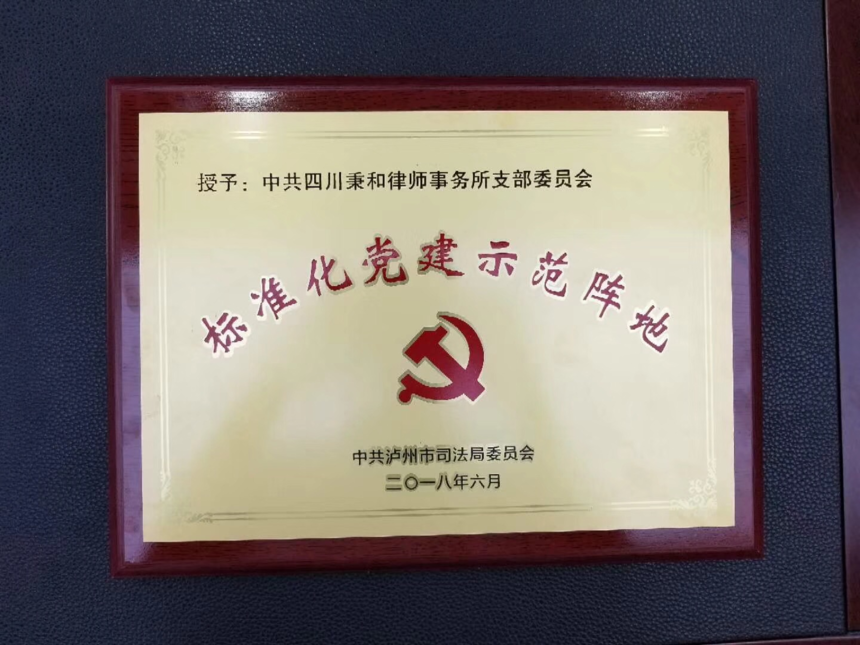 授予：中共四川秉和律师事务所支部委员会
标准化党建示范阵地
中共泸州市司法局委员会
二〇一八年六月